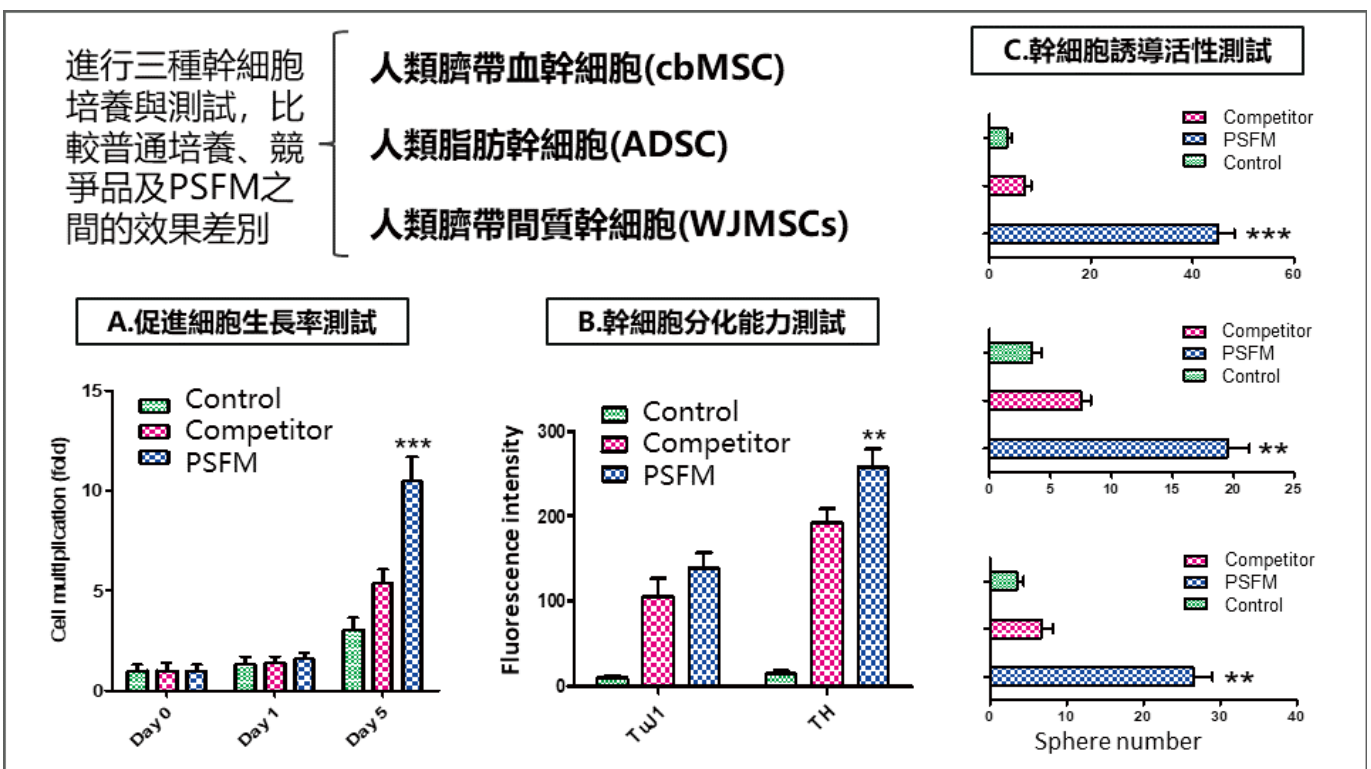 進行三種幹細胞
培養與測試，比
較普通培養、競
爭品及PSFM之
間的效果差別
人類臍帶血幹細胞(cbMSC)
人類脂肪幹細胞(ADSC)
人類臍帶間質幹細胞(WJMSCs)
A.促進細胞生長率測試
Cell multiplication (fold)
15
10
5
0
Control
Competitor
PSFM
***
Day 0
Day 1
Day 5
B.幹細胞分化能力測試
Fluorescence intensity
300
200
100
0
Control
Competitor
PSFM
**
TuJ1
TH
C.幹細胞誘導活性測試
Competitor
PSFM
Control
***
0 20 40 60
Competitor
PSFM
Control
**
0 5 10 15 20 25
Competitor
PSFM
Control
**
0 10 20 30 40
Sphere number